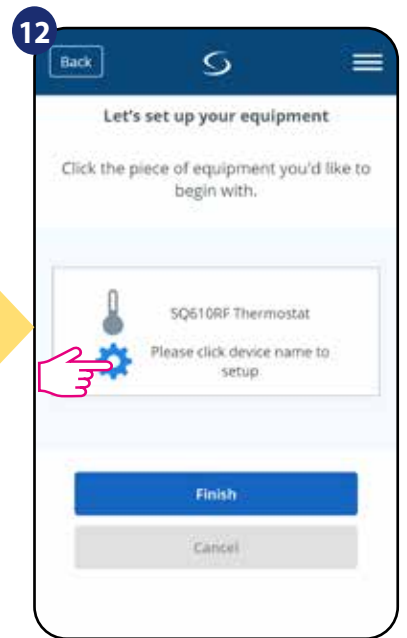 12
Back
Let's set up your equipment
Click the piece of equipment you'd like to
begin with.
SQ610RF Thermostat
Please click device name to
setup
Finish
Cancel